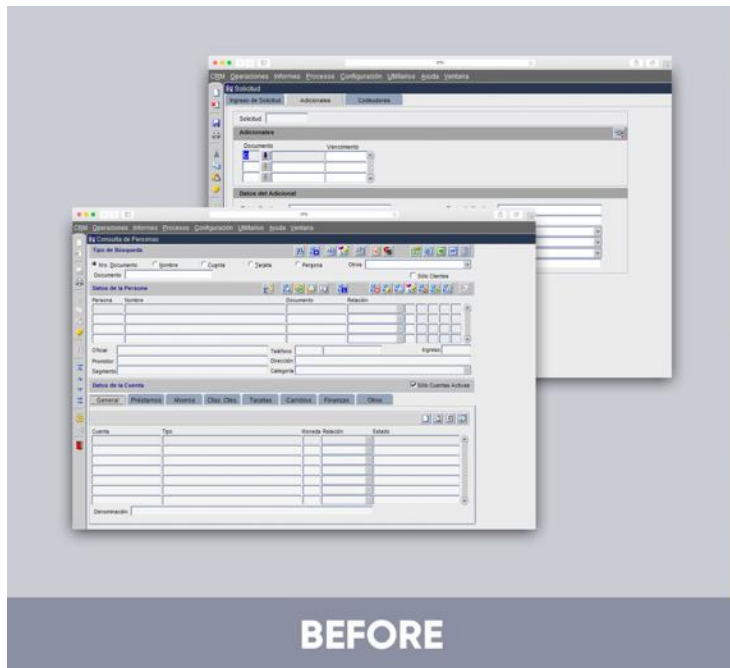 CRM Operaciones Informes Procesos Configuración Utilitarios Ayuda Ventana
Solicitud
Ingreso de Solicitud Adicionales Codeudores
Solicitud
Adicionales
Documento Vencimiento
Datos del Adicional
CRM Operaciones Informes Procesos Configuración Utilitarios Ayuda Ventana
Consulta de Personas
Tipo de Búsqueda
Nro. Documento Nombre Cuenta Tarjeta Persona Otros
Documento Sólo Clientes
Datos de la Persona
Persona Nombre Documento Relación
Oficial Teléfono Ingreso
Promotor Dirección
Segmento Categoría
Datos de la Cuenta Sólo Cuentas Activas
General Préstamos Ahorros Ctas. Ctes. Tarjetas Cambios Finanzas Otros
Cuenta Tipo Moneda Relación Estado
Denominación
BEFORE